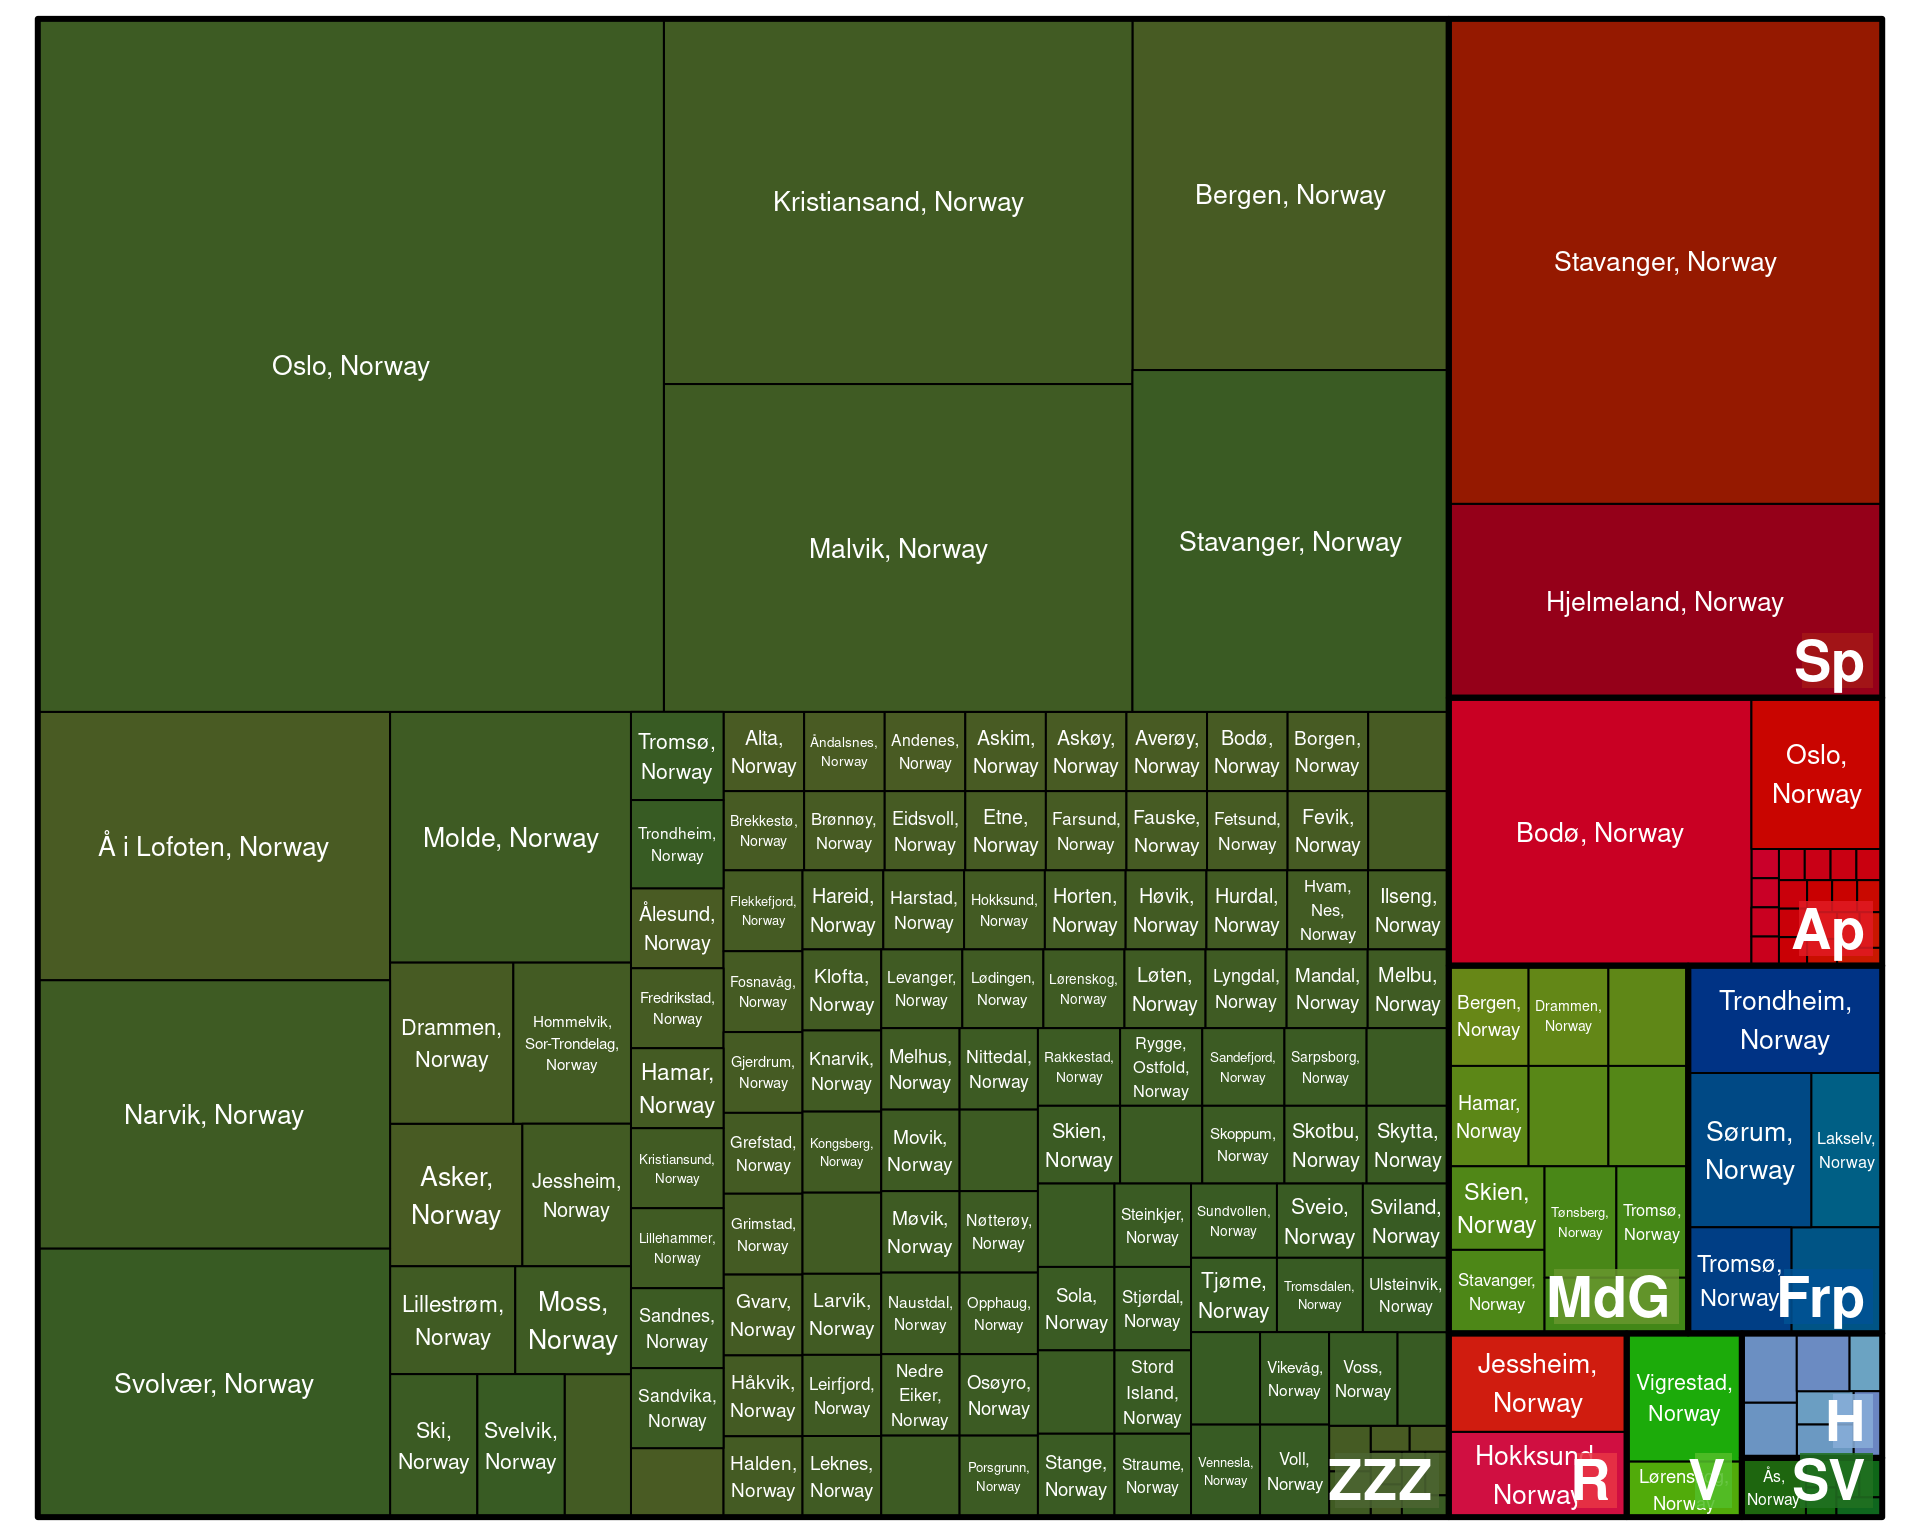 Oslo, Norway
Kristiansand, Norway
Bergen, Norway
Malvik, Norway
Stavanger, Norway
Stavanger, Norway
Hjelmeland, Norway
Sp
Å i Lofoten, Norway
Narvik, Norway
Svolvær, Norway
Molde, Norway
Drammen,
Norway
Hommelvik,
Sor-Trondelag,
Norway
Asker,
Norway
Jessheim,
Norway
Lillestrøm,
Norway
Moss,
Norway
Ski,
Norway
Svelvik,
Norway
Tromsø,
Norway
Trondheim,
Norway
Ålesund,
Norway
Fredrikstad,
Norway
Hamar,
Norway
Kristiansund,
Norway
Lillehammer,
Norway
Sandnes,
Norway
Sandvika,
Norway
Alta,
Norway
Åndalsnes,
Norway
Andenes,
Norway
Askim,
Norway
Askøy,
Norway
Averøy,
Norway
Bodø,
Norway
Borgen,
Norway
Brekkestø,
Norway
Brønnøy,
Norway
Eidsvoll,
Norway
Etne,
Norway
Farsund,
Norway
Fauske,
Norway
Fetsund,
Norway
Fevik,
Norway
Flekkefjord,
Norway
Hareid,
Norway
Harstad,
Norway
Hokksund,
Norway
Horten,
Norway
Høvik,
Norway
Hurdal,
Norway
Hvam,
Nes,
Norway
Ilseng,
Norway
Fosnavåg,
Norway
Klofta,
Norway
Levanger,
Norway
Lødingen,
Norway
Lørenskog,
Norway
Løten,
Norway
Lyngdal,
Norway
Mandal,
Norway
Melbu,
Norway
Gjerdrum,
Norway
Knarvik,
Norway
Melhus,
Norway
Nittedal,
Norway
Rakkestad,
Norway
Rygge,
Ostfold,
Norway
Sandefjord,
Norway
Sarpsborg,
Norway
Grefstad,
Norway
Kongsberg,
Norway
Movik,
Norway
Skien,
Norway
Skoppum,
Norway
Skotbu,
Norway
Skytta,
Norway
Grimstad,
Norway
Møvik,
Norway
Nøtterøy,
Norway
Steinkjer,
Norway
Sundvollen,
Norway
Sveio,
Norway
Sviland,
Norway
Gvarv,
Norway
Larvik,
Norway
Naustdal,
Norway
Opphaug,
Norway
Sola,
Norway
Stjørdal,
Norway
Tjøme,
Norway
Tromsdalen,
Norway
Ulsteinvik,
Norway
Håkvik,
Norway
Leirfjord,
Norway
Nedre
Eiker,
Norway
Osøyro,
Norway
Stord
Island,
Norway
Vikevåg,
Norway
Voss,
Norway
Halden,
Norway
Leknes,
Norway
Porsgrunn,
Norway
Stange,
Norway
Straume,
Norway
Vennesla,
Norway
Voll,
Norway
ZZZ
Bodø, Norway
Oslo,
Norway
Ap
Bergen,
Norway
Drammen,
Norway
Hamar,
Norway
Skien,
Norway
Tønsberg,
Norway
Tromsø,
Norway
Stavanger,
Norway
MdG
Trondheim,
Norway
Sørum,
Norway
Lakselv,
Norway
Tromsø,
Norway
Frp
Jessheim,
Norway
Hokksund,
Norway
R
Vigrestad,
Norway
Norway
V
H
Ås,
Norway
SV